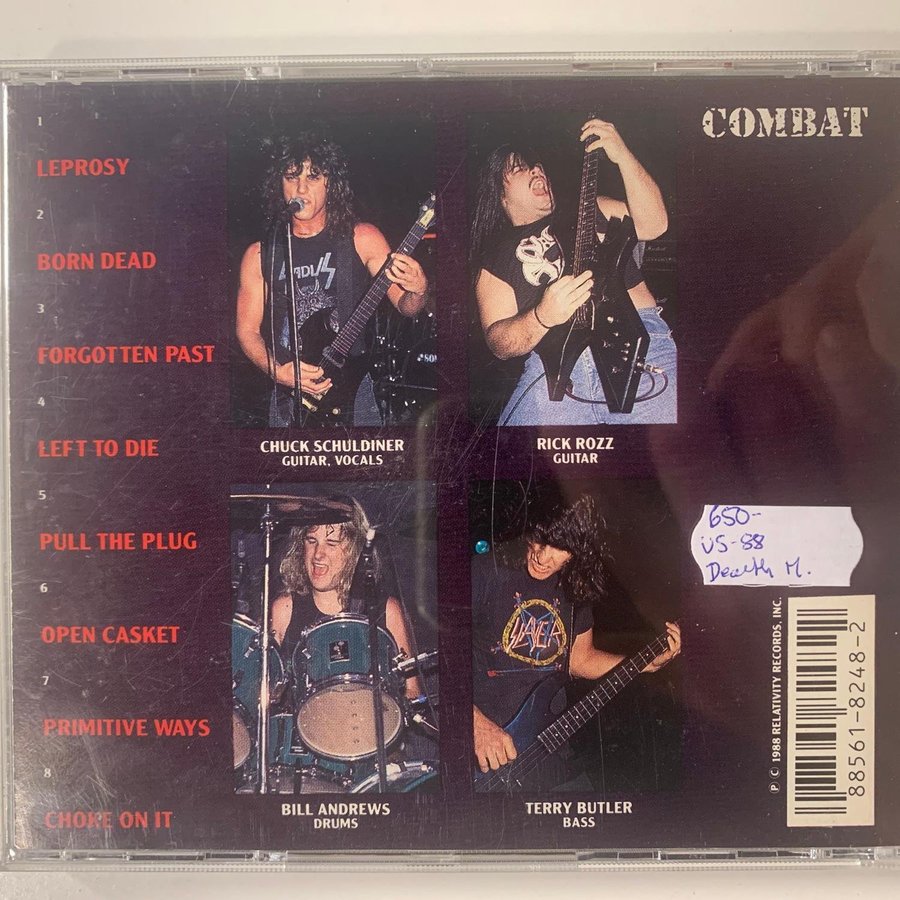 COMBAT
1
LEPROSY
2
BORN DEAD
3
FORGOTTEN PAST
4
LEFT TO DIE
5
PULL THE PLUG
6
OPEN CASKET
7
PRIMITIVE WAYS
8
CHOKE ON IT
CHUCK SCHULDINER
GUITAR, VOCALS
RICK ROZZ
GUITAR
BILL ANDREWS
DRUMS
SLAYER
TERRY BUTLER
BASS
650-
US-88
Death M.
Ⓟ Ⓒ 1988 RELATIVITY RECORDS, INC.
88561-8248-2